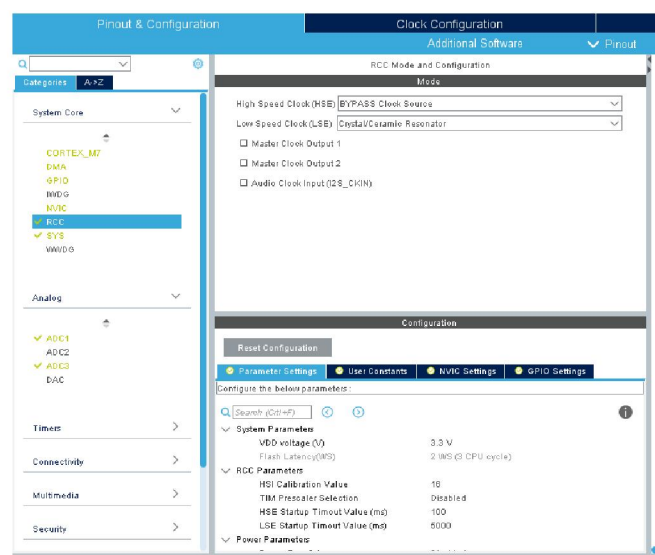 Pinout & Configuration
Clock Configuration
Additional Software
Pinout
Categories
A->Z
System Core
CORTEX_M7
DMA
GPIO
IWDG
NVIC
RCC
SYS
WWDG
Analog
ADC1
ADC2
ADC3
DAC
Timers
Connectivity
Multimedia
Security
RCC Mode and Configuration
Mode
High Speed Clock (HSE) BYPASS Clock Source
Low Speed Clock (LSE) Crystal/Ceramic Resonator
Master Clock Output 1
Master Clock Output 2
Audio Clock Input (I2S_CKIN)
Configuration
Reset Configuration
Parameter Settings
User Constants
NVIC Settings
GPIO Settings
Configure the below parameters :
Search (Crtl+F)
System Parameters
VDD voltage (V) 3.3 V
Flash Latency(WS) 2 WS (3 CPU cycle)
RCC Parameters
HSI Calibration Value 16
TIM Prescaler Selection Disabled
HSE Startup Timout Value (ms) 100
LSE Startup Timout Value (ms) 5000
Power Parameters